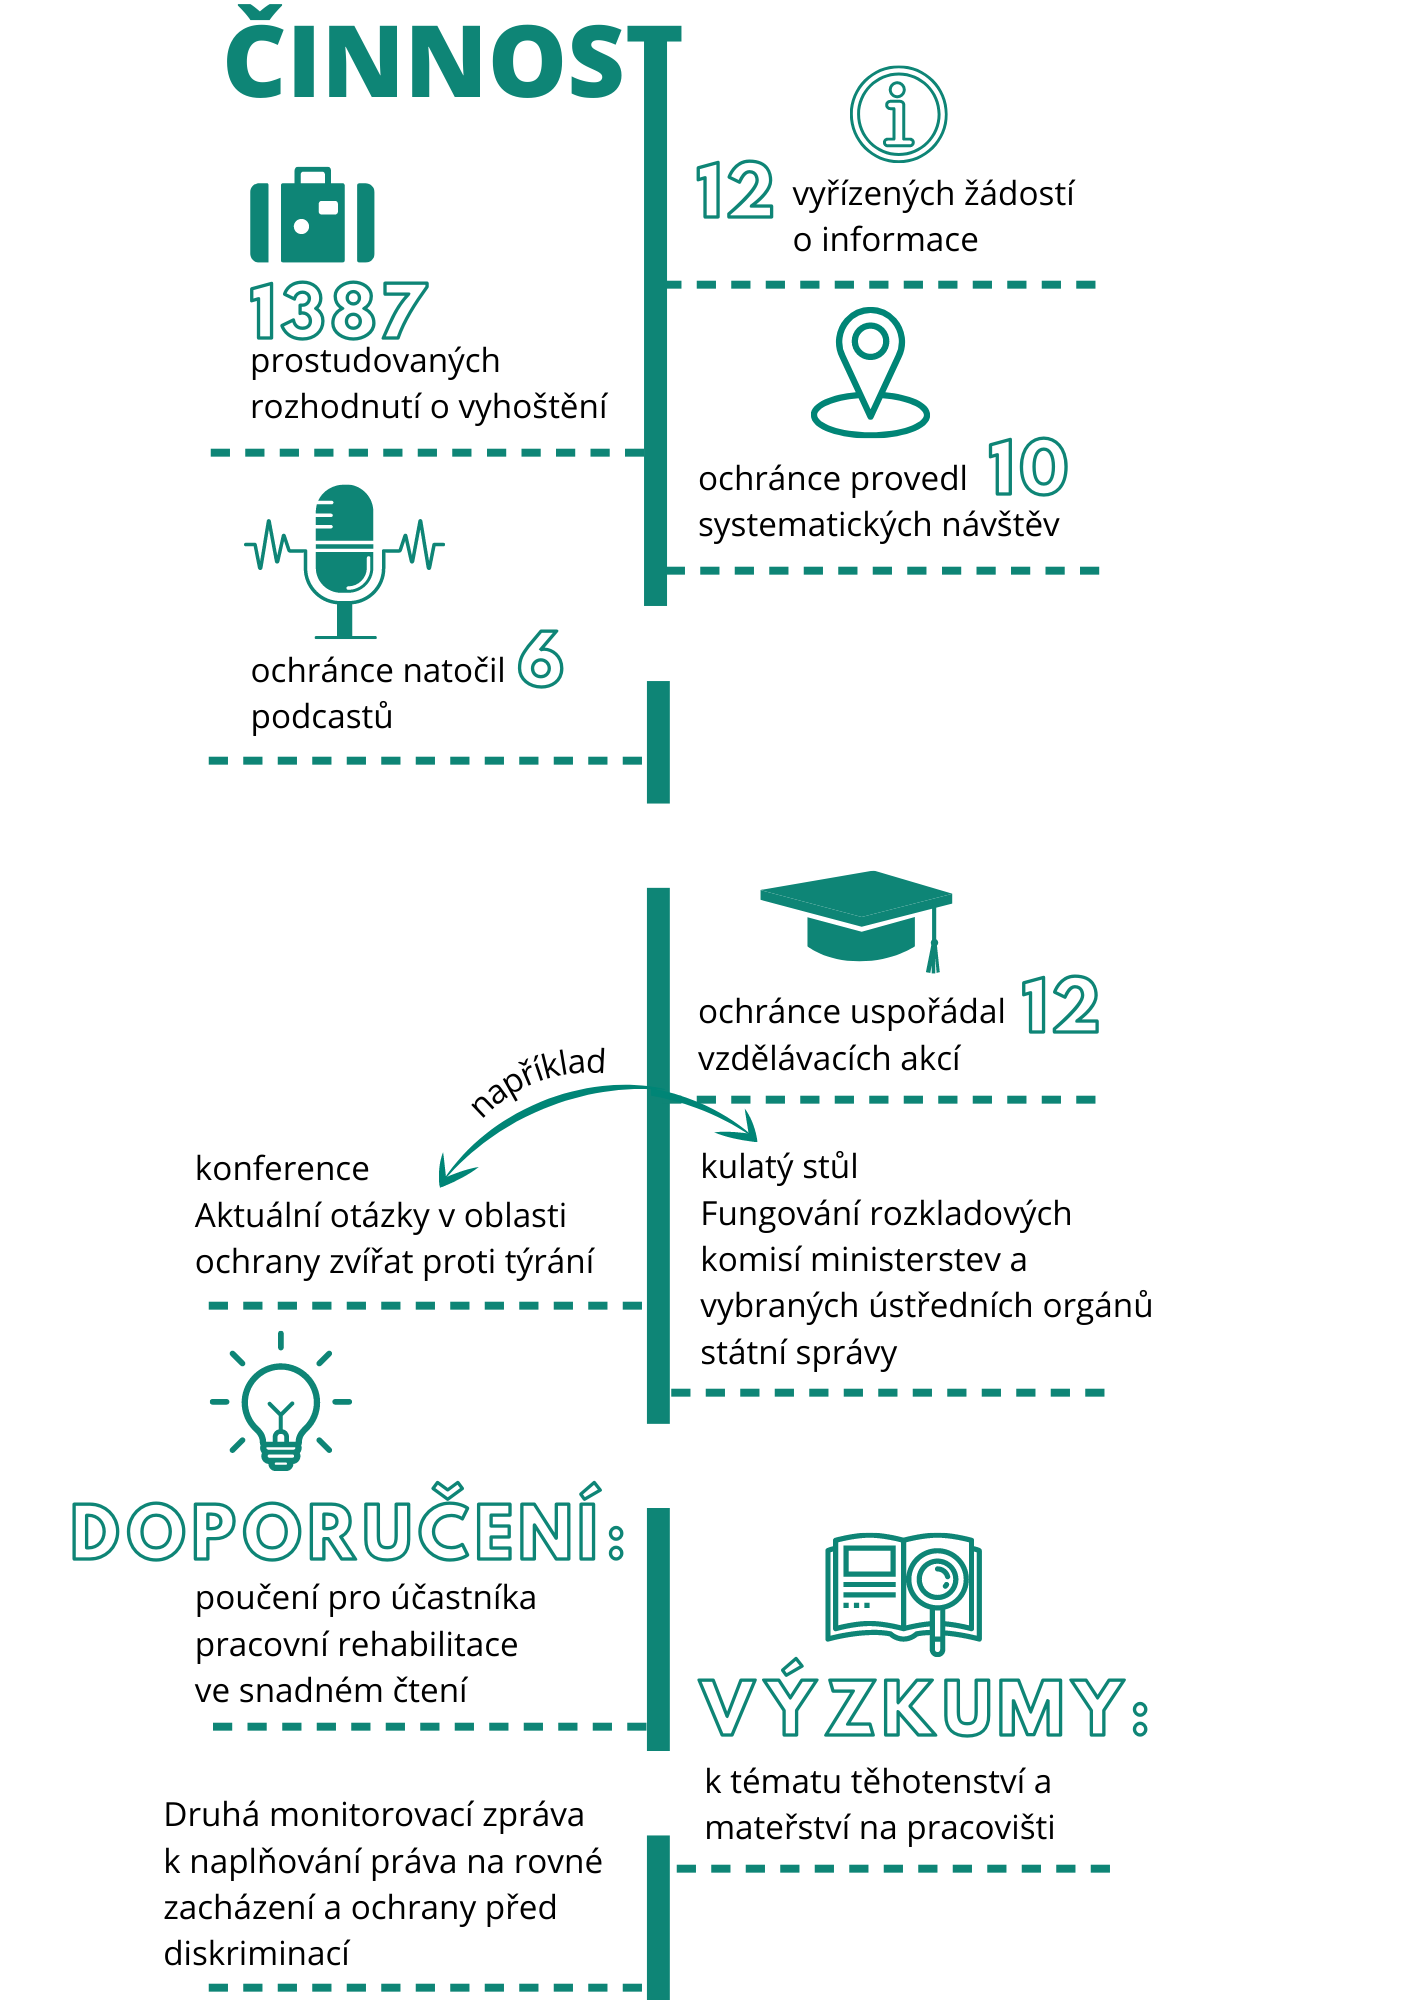 ČINNOST
12 vyřízených žádostí
o informace
1387
prostudovaných
rozhodnutí o vyhoštění
ochránce provedl 10
systematických návštěv
ochránce natočil 6
podcastů
ochránce uspořádal 12
vzdělávacích akcí
například
konference
Aktuální otázky v oblasti
ochrany zvířat proti týrání
kulatý stůl
Fungování rozkladových
komisí ministerstev a
vybraných ústředních orgánů
státní správy
DOPORUČENÍ:
poučení pro účastníka
pracovní rehabilitace
ve snadném čtení
VÝZKUMY:
k tématu těhotenství a
mateřství na pracovišti
Druhá monitorovací zpráva
k naplňování práva na rovné
zacházení a ochrany před
diskriminací